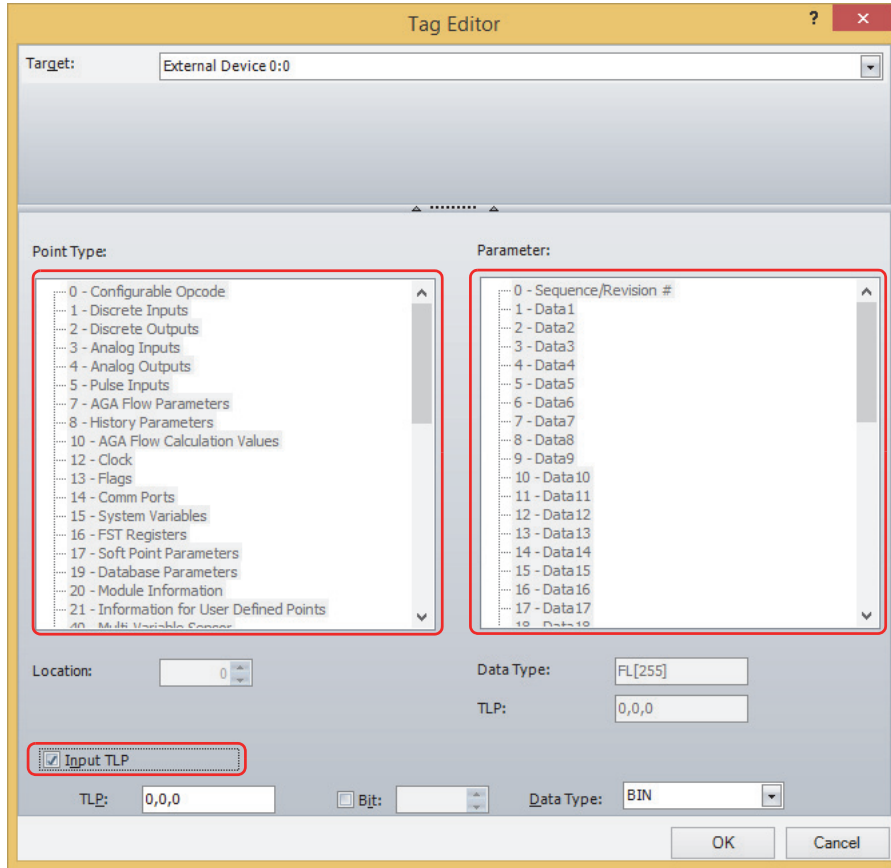 Tag Editor
?
Target:
External Device 0:0
Point Type:
0 - Configurable Opcode
1 - Discrete Inputs
2 - Discrete Outputs
3 - Analog Inputs
4 - Analog Outputs
5 - Pulse Inputs
7 - AGA Flow Parameters
8 - History Parameters
10 - AGA Flow Calculation Values
12 - Clock
13 - Flags
14 - Comm Ports
15 - System Variables
16 - FST Registers
17 - Soft Point Parameters
19 - Database Parameters
20 - Module Information
21 - Information for User Defined Points
40 - Multi Variable Sensor
Parameter:
0 - Sequence/Revision #
1 - Data1
2 - Data2
3 - Data3
4 - Data4
5 - Data5
6 - Data6
7 - Data7
8 - Data8
9 - Data9
10 - Data10
11 - Data11
12 - Data12
13 - Data13
14 - Data14
15 - Data15
16 - Data16
17 - Data17
18 - Data18
Location:
0
Data Type:
FL[255]
TLP:
0,0,0
Input TLP
TLP:
0,0,0
Bit:
Data Type:
BIN
OK
Cancel